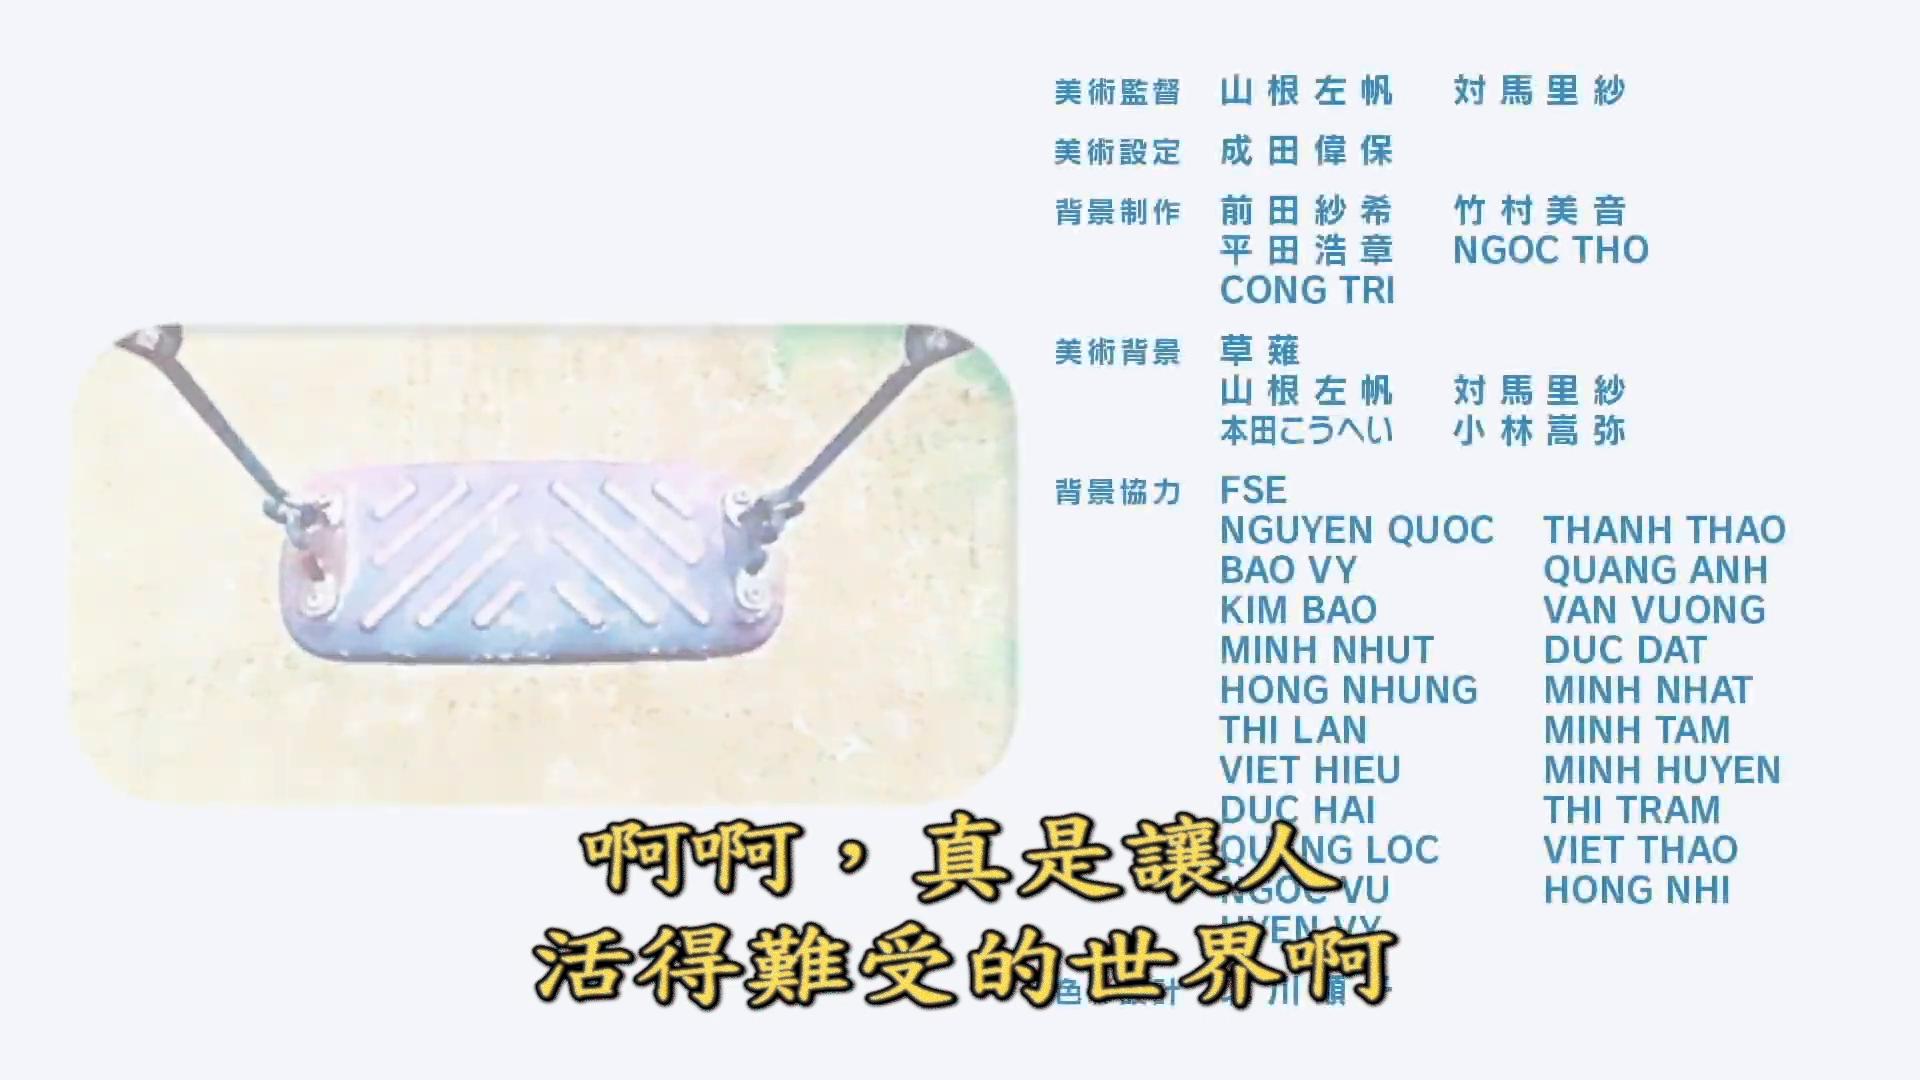 美術監督 山根左帆 対馬里紗
美術設定 成田偉保
背景制作 前田紗希 竹村美音
平田浩章 NGOC THO
CONG TRI
美術背景 草薙
山根左帆 対馬里紗
本田こうへい 小林嵩弥
背景協力 FSE
NGUYEN QUOC THANH THAO
BAO VY QUANG ANH
KIM BAO VAN VUONG
MINH NHUT DUC DAT
HONG NHUNG MINH NHAT
THI LAN MINH TAM
VIET HIEU MINH HUYEN
DUC HAI THI TRAM
LOC VIET THAO
VU HONG NHI
VY
啊啊，真是讓人
活得難受的世界啊